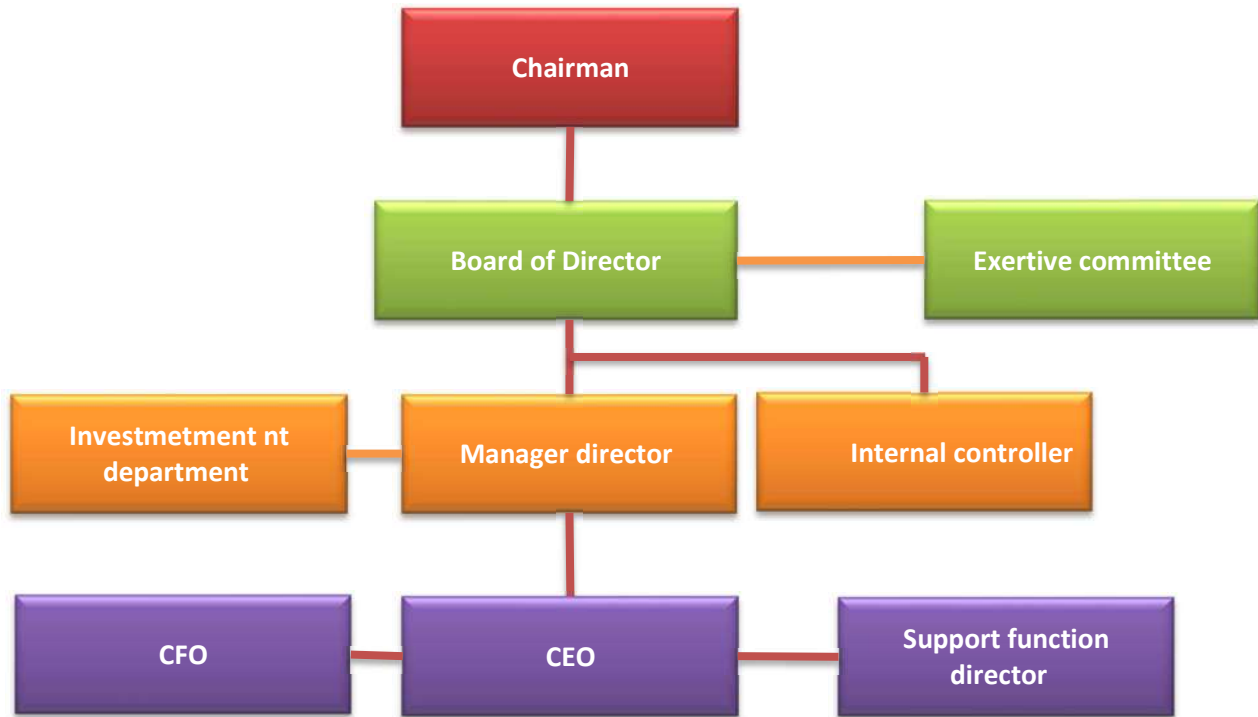 Chairman
Board of Director
Exertive committee
Investmetment nt
department
Manager director
Internal controller
CFO
CEO
Support function
director